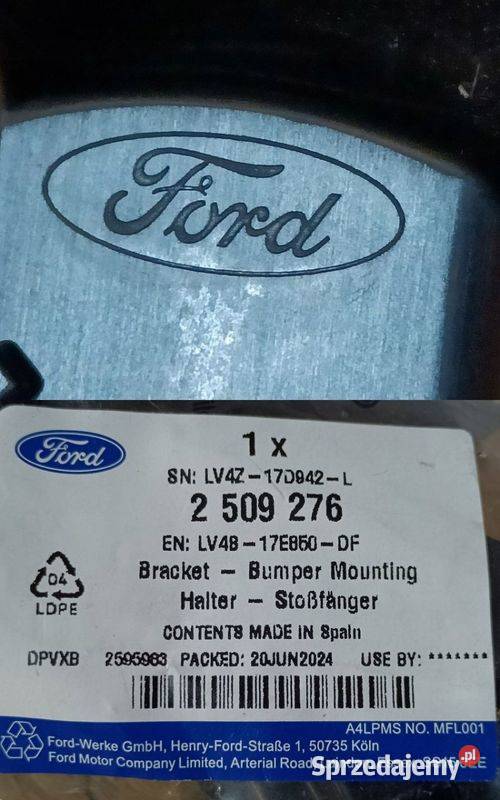 Ford
Ford
1 x
SN: LV4Z-17D942-L
2 509 276
EN: LV4B-17E850-DF
Bracket - Bumper Mounting
Halter - Stoßfänger
04
LDPE
CONTENTS MADE IN Spain
DPVXB 2595983 PACKED: 20JUN2024 USE BY: *******
A4LPMS NO. MFL001
Ford-Werke GmbH, Henry-Ford-Straße 1, 50735 Köln
Ford Motor Company Limited, Arterial Road
Sprzedajemy.pl